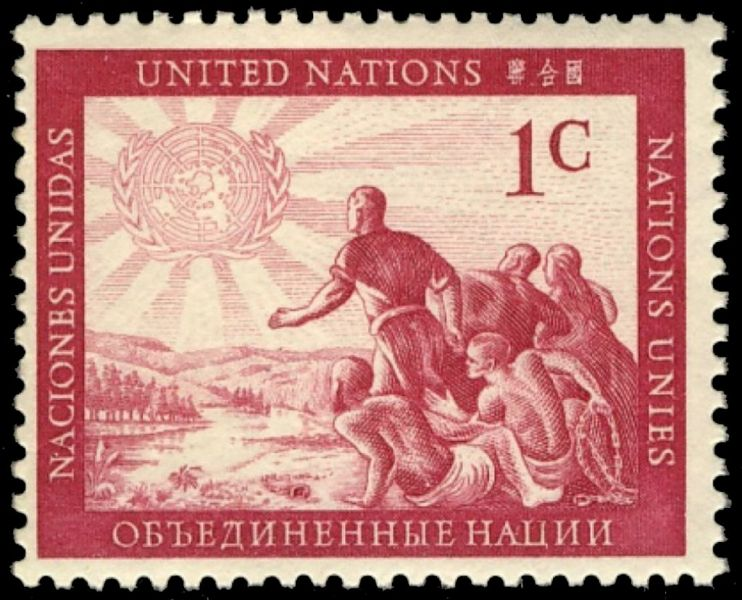 UNITED NATIONS 聯合國
1C
NACIONES UNIDAS
NATIONS UNIES
ОБЪЕДИНЕННЫЕ НАЦИИ